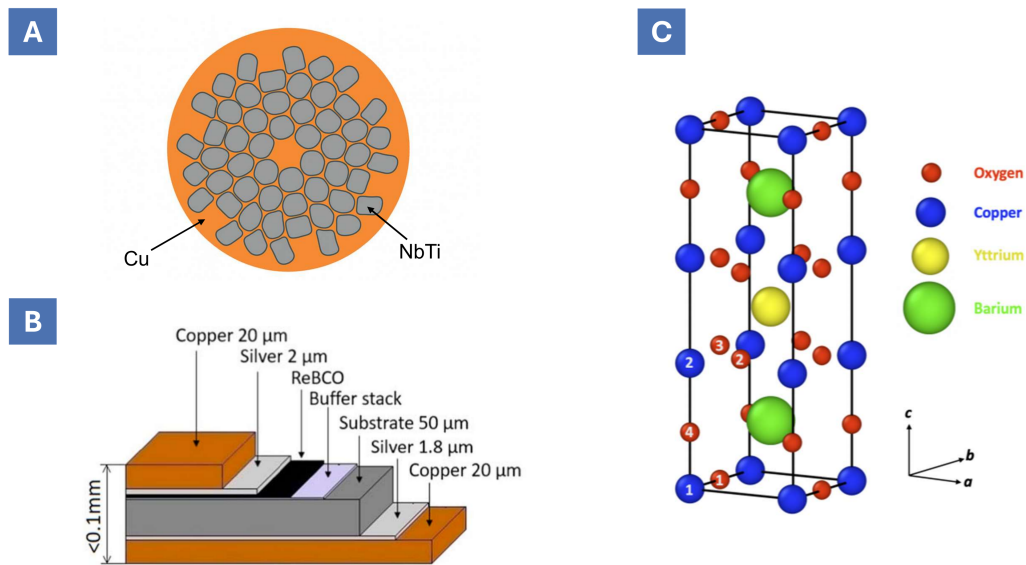 A
Cu
NbTi
B
Copper 20 μm
Silver 2 μm
ReBCO
Buffer stack
Substrate 50 μm
Silver 1.8 μm
Copper 20 μm
<0.1mm
C
Oxygen
Copper
Yttrium
Barium
3
2
2
4
1
1
c
b
a